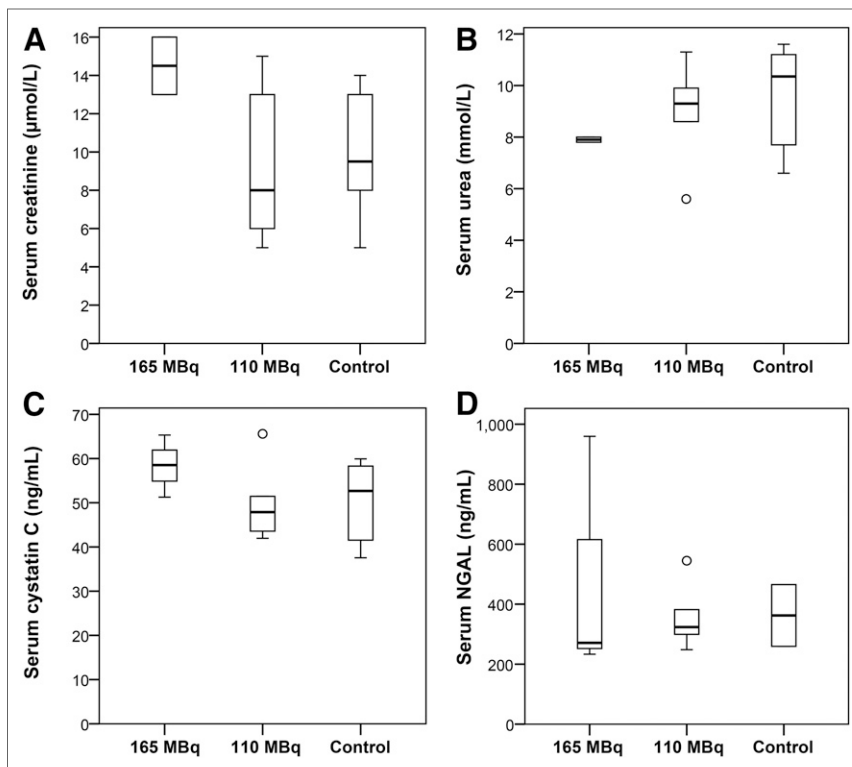 A
Serum creatinine (µmol/L)
16
14
12
10
8
6
4
2
0
165 MBq 110 MBq Control
B
Serum urea (mmol/L)
12
10
8
6
4
2
0
165 MBq 110 MBq Control
C
Serum cystatin C (ng/mL)
70
60
50
40
30
20
10
0
165 MBq 110 MBq Control
D
Serum NGAL (ng/mL)
1,000
800
600
400
200
0
165 MBq 110 MBq Control